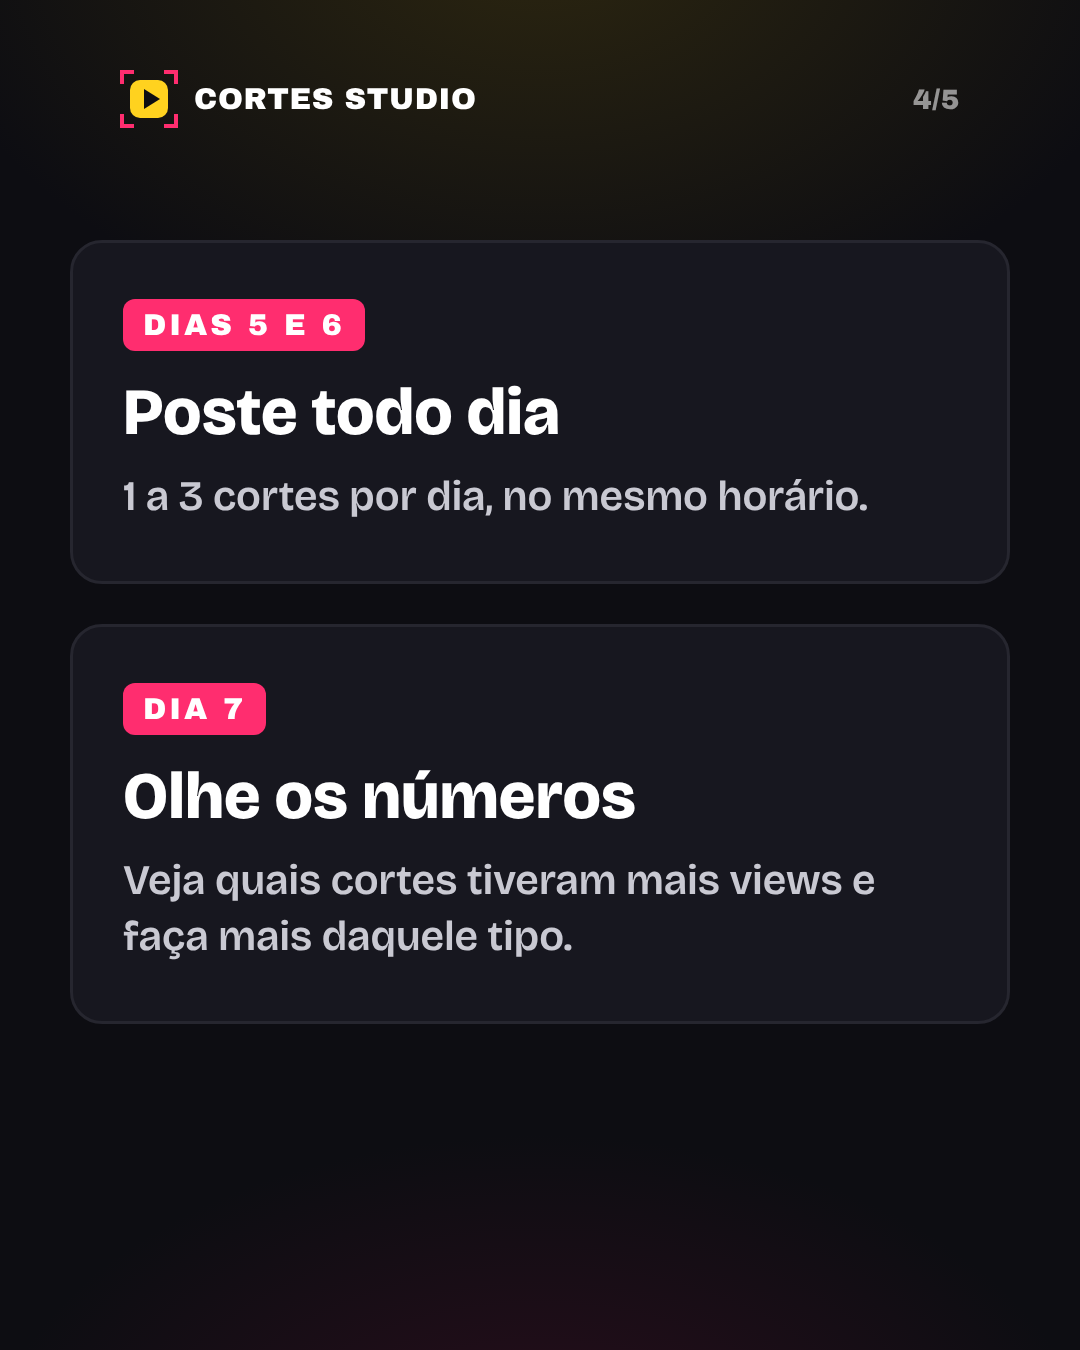 CORTES STUDIO
4/5
DIAS 5 E 6
Poste todo dia
1 a 3 cortes por dia, no mesmo horário.
DIA 7
Olhe os números
Veja quais cortes tiveram mais views e
faça mais daquele tipo.